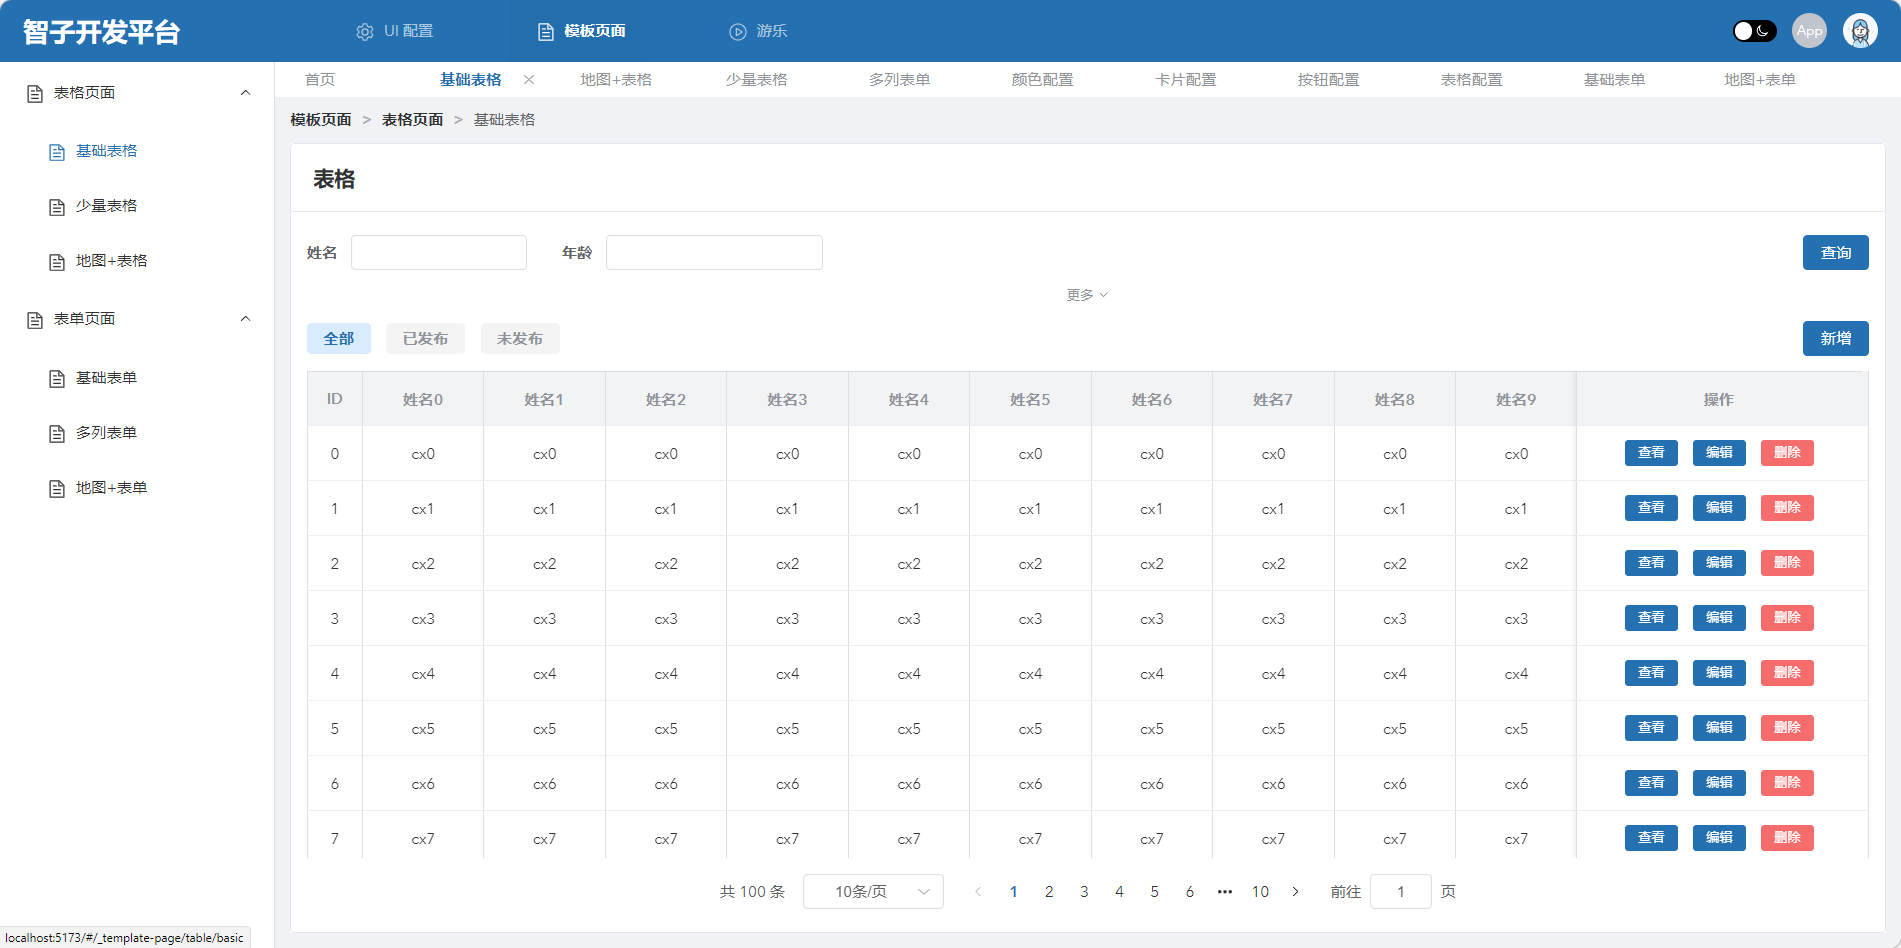 智子开发平台 UI 配置 模板页面 游乐 App
首页 基础表格 地图+表格 少量表格 多列表单 颜色配置 卡片配置 按钮配置 表格配置 基础表单 地图+表单
表格页面
基础表格
少量表格
地图+表格
表单页面
基础表单
多列表单
地图+表单
模板页面 > 表格页面 > 基础表格
表格
姓名 年龄 查询
更多
全部 已发布 未发布 新增
ID 姓名0 姓名1 姓名2 姓名3 姓名4 姓名5 姓名6 姓名7 姓名8 姓名9 操作
0 cx0 cx0 cx0 cx0 cx0 cx0 cx0 cx0 cx0 cx0 查看 编辑 删除
1 cx1 cx1 cx1 cx1 cx1 cx1 cx1 cx1 cx1 cx1 查看 编辑 删除
2 cx2 cx2 cx2 cx2 cx2 cx2 cx2 cx2 cx2 cx2 查看 编辑 删除
3 cx3 cx3 cx3 cx3 cx3 cx3 cx3 cx3 cx3 cx3 查看 编辑 删除
4 cx4 cx4 cx4 cx4 cx4 cx4 cx4 cx4 cx4 cx4 查看 编辑 删除
5 cx5 cx5 cx5 cx5 cx5 cx5 cx5 cx5 cx5 cx5 查看 编辑 删除
6 cx6 cx6 cx6 cx6 cx6 cx6 cx6 cx6 cx6 cx6 查看 编辑 删除
7 cx7 cx7 cx7 cx7 cx7 cx7 cx7 cx7 cx7 cx7 查看 编辑 删除
共 100 条 10条/页 1 2 3 4 5 6 ••• 10 前往 1 页
localhost:5173/#/_template-page/table/basic